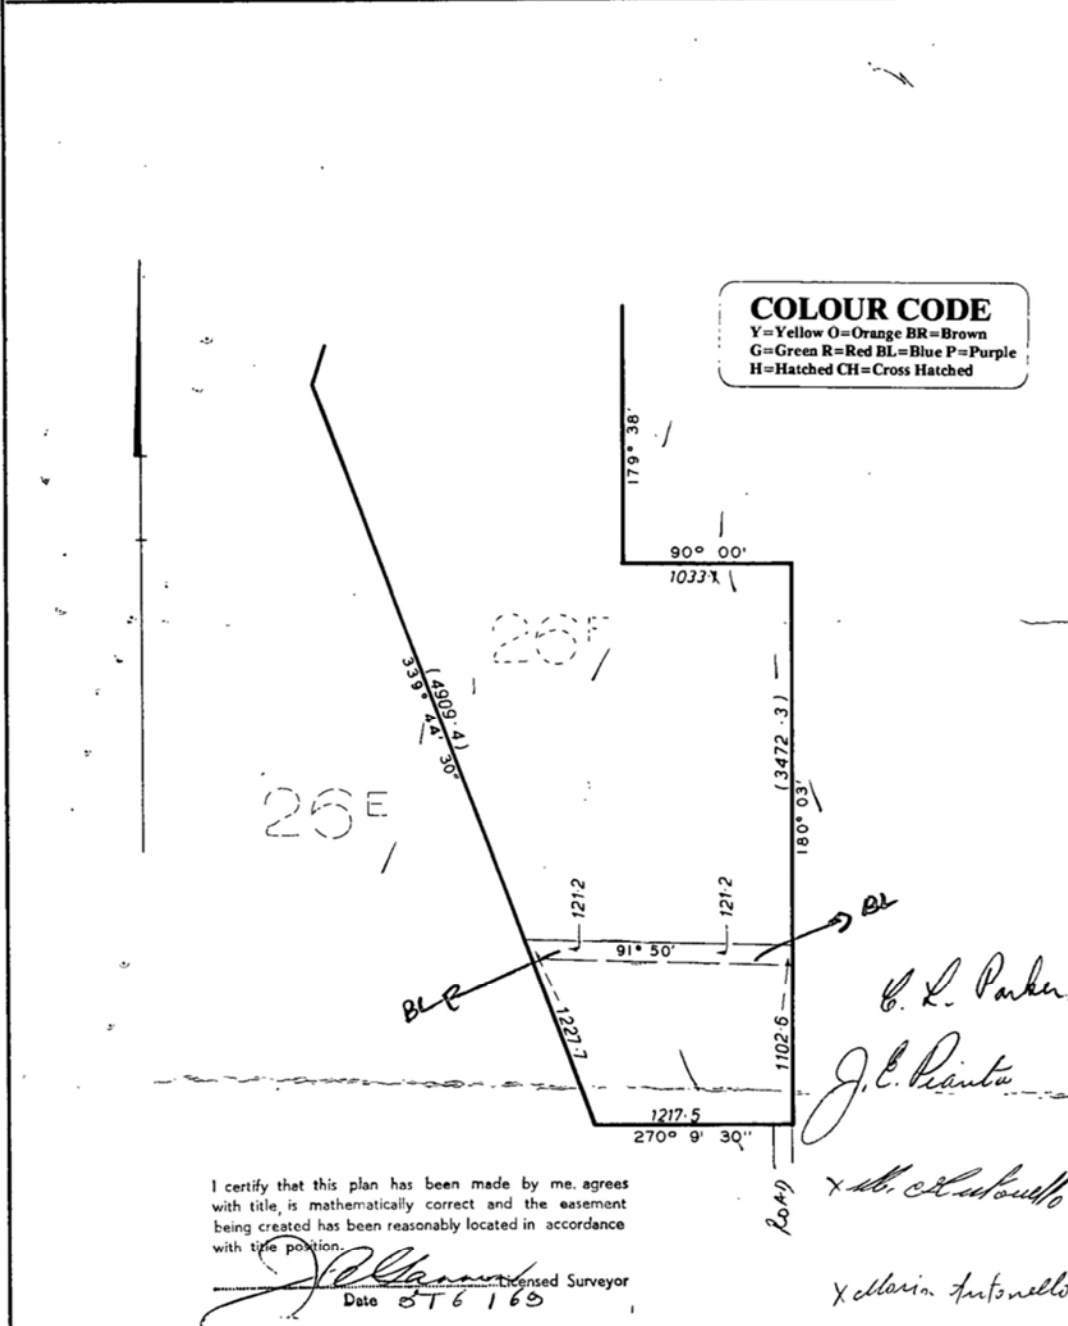 COLOUR CODE
Y=Yellow O=Orange BR=Brown
G=Green R=Red BL=Blue P=Purple
H=Hatched CH=Cross Hatched
179° 38'
90° 00'
1033·
26F
339° 44' 30"
(4909·4)
(3472·3)
180° 03'
26E
121·2
121·2
BL
91° 50'
BL
1227·7
1102·6
C. L. Parker
J. E. Pianta
1217·5
270° 9' 30"
ROAD
I certify that this plan has been made by me, agrees
with title, is mathematically correct and the easement
being created has been reasonably located in accordance
with title position.
Licensed Surveyor
Date
X Antonello
X Maria Antonello